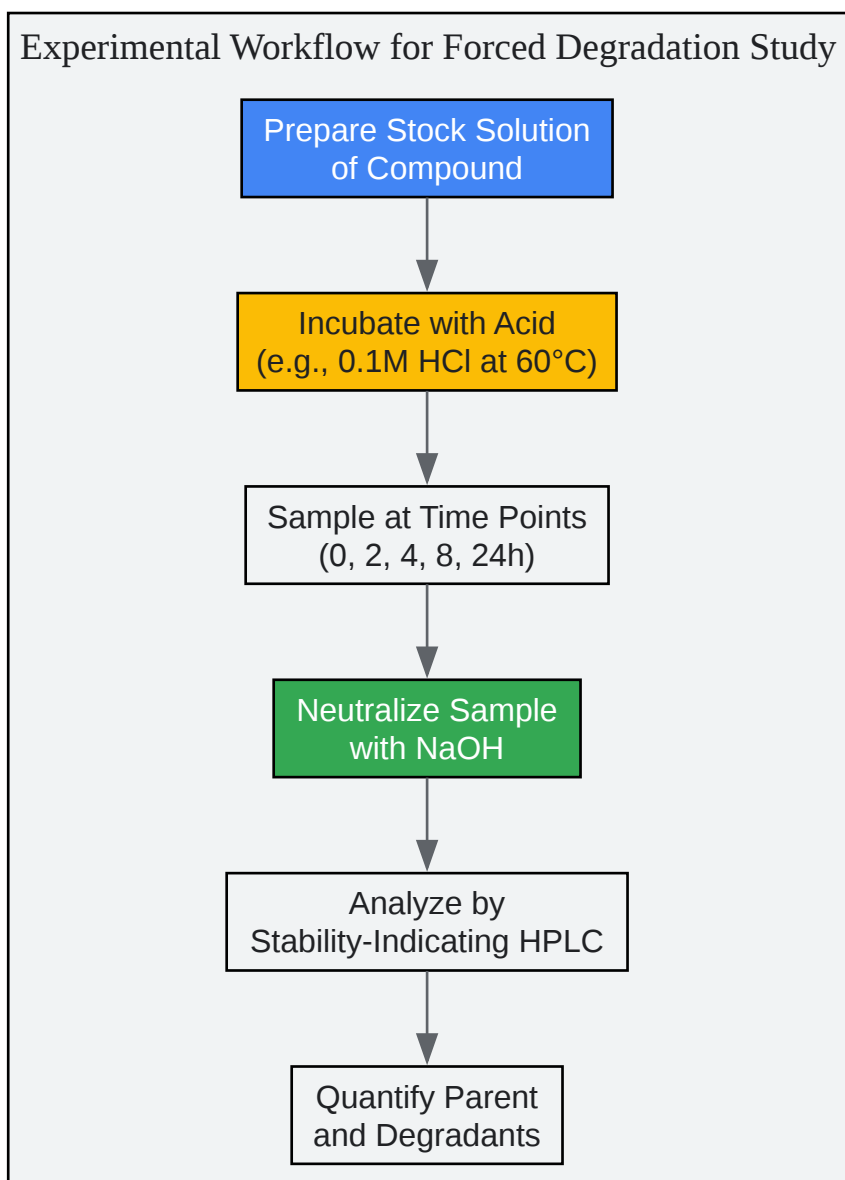 Experimental Workflow for Forced Degradation Study
Prepare Stock Solution
of Compound
Incubate with Acid
(e.g., 0.1M HCl at 60°C)
Sample at Time Points
(0, 2, 4, 8, 24h)
Neutralize Sample
with NaOH
Analyze by
Stability-Indicating HPLC
Quantify Parent
and Degradants